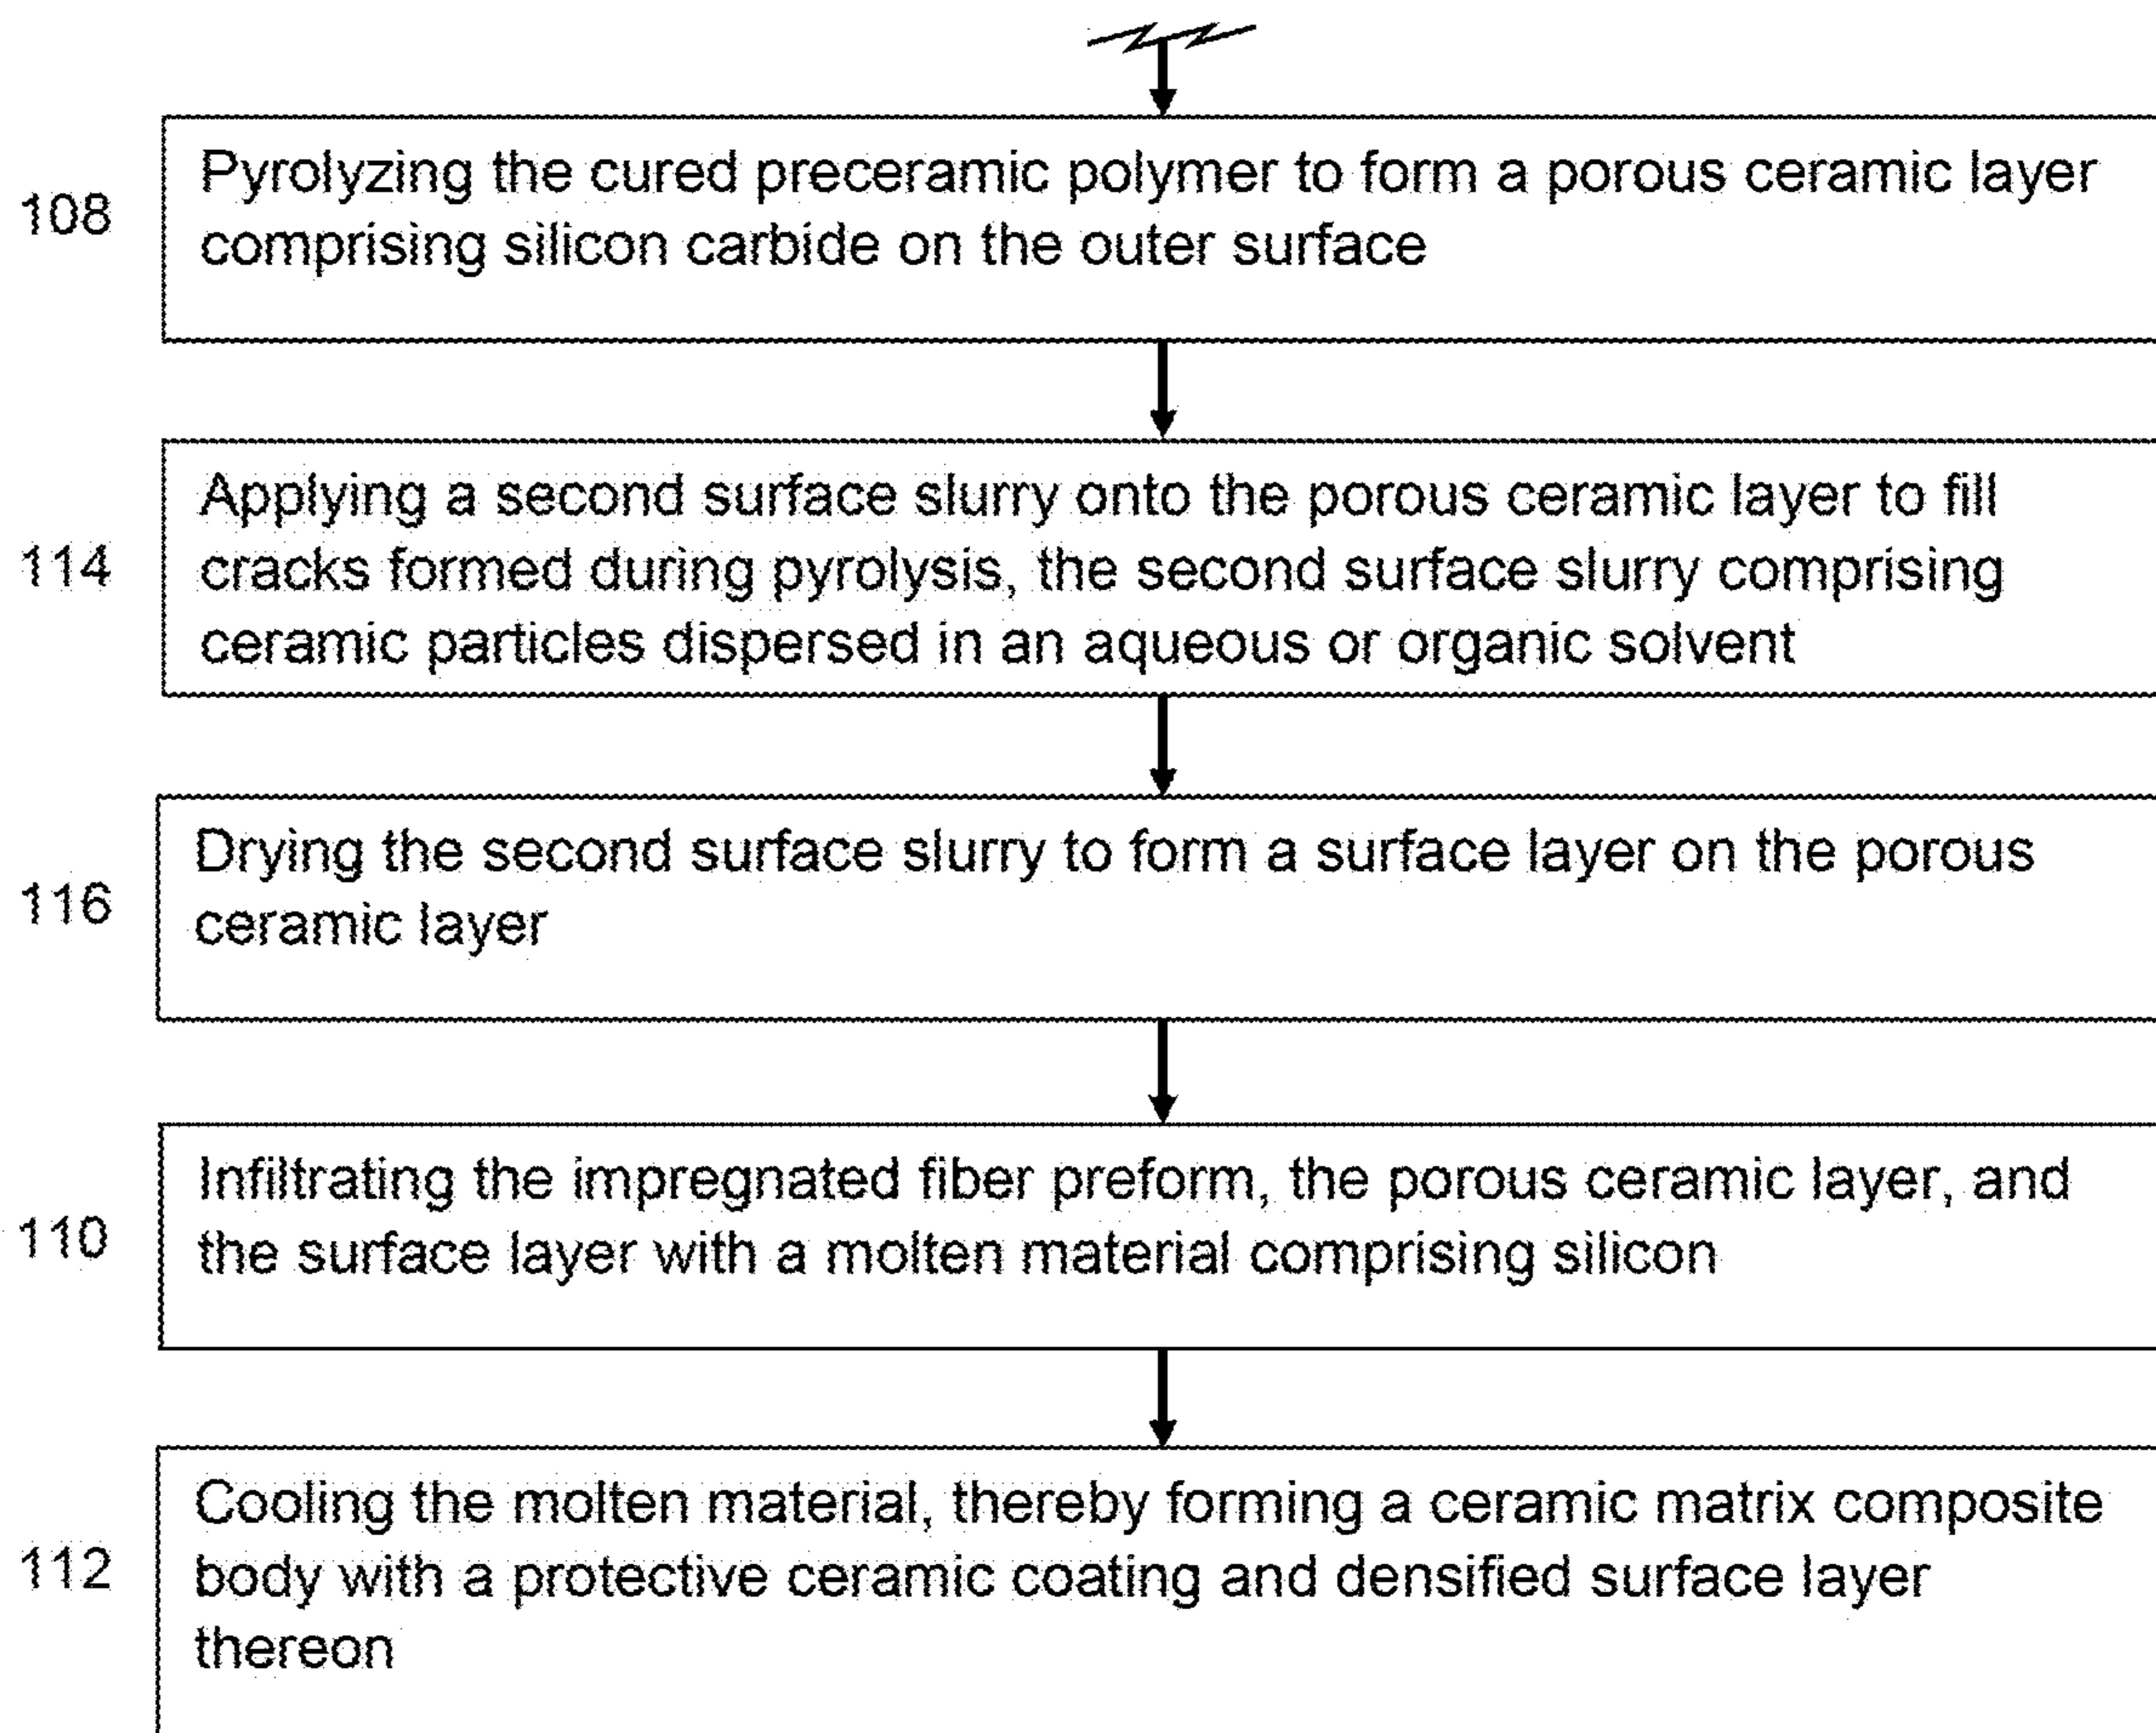 108
Pyrolyzing the cured preceramic polymer to form a porous ceramic layer
comprising silicon carbide on the outer surface
114
Applying a second surface slurry onto the porous ceramic layer to fill
cracks formed during pyrolysis, the second surface slurry comprising
ceramic particles dispersed in an aqueous or organic solvent
116
Drying the second surface slurry to form a surface layer on the porous
ceramic layer
110
Infiltrating the impregnated fiber preform, the porous ceramic layer, and
the surface layer with a molten material comprising silicon
112
Cooling the molten material, thereby forming a ceramic matrix composite
body with a protective ceramic coating and densified surface layer
thereon